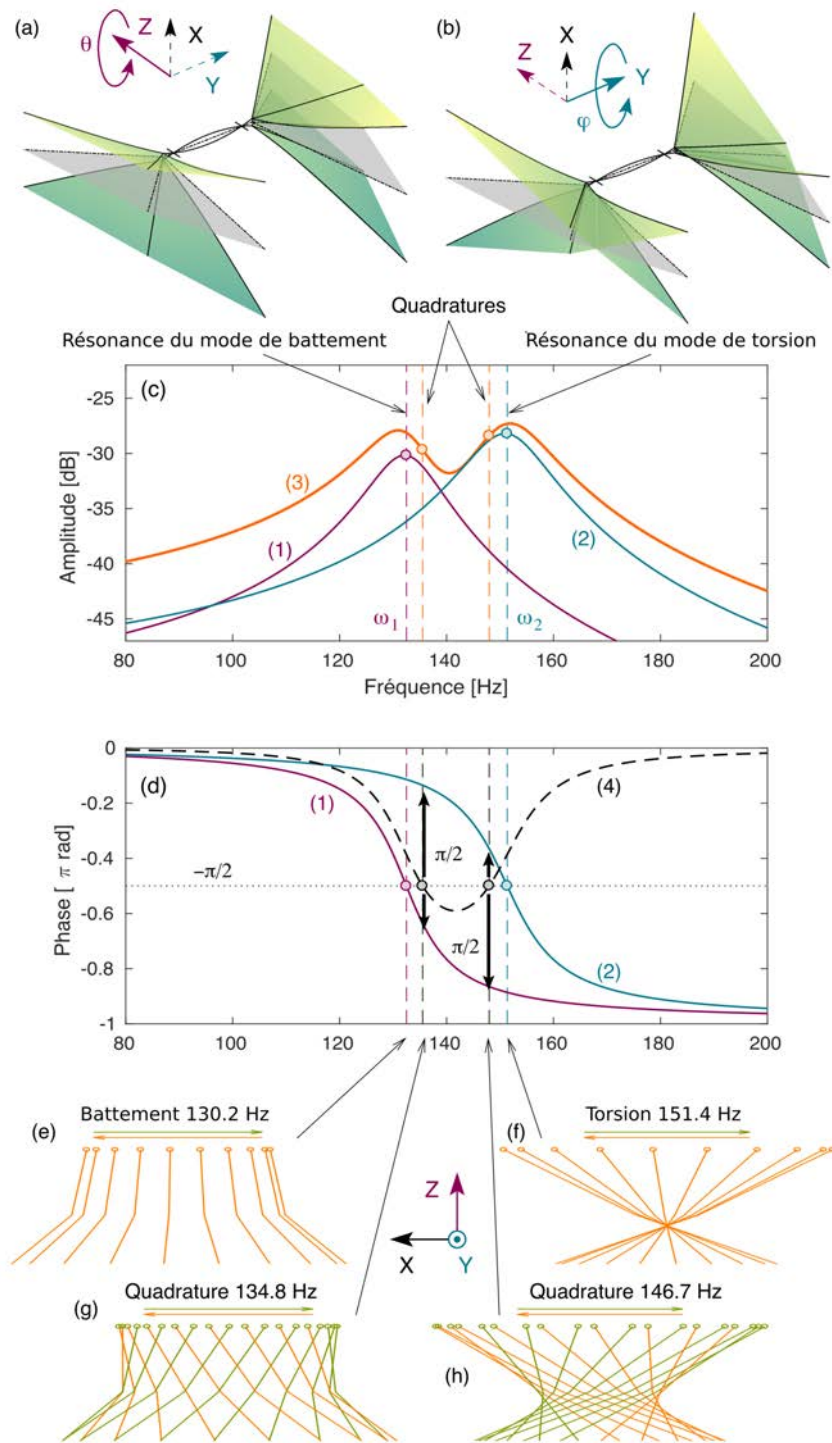 (a)
Z
X
θ
Y
(b)
X
Z
Y
φ
Quadratures
Résonance du mode de battement
Résonance du mode de torsion
(c)
-25
-30
-35
-40
-45
(3)
(1)
(2)
ω1
ω2
80 100 120 140 160 180 200
Amplitude [dB]
Fréquence [Hz]
0
-0.2
-0.4
-0.6
-0.8
-1
(d)
(1)
(4)
π/2
−π/2
π/2
(2)
Phase [ π rad]
80 100 120 140 160 180 200
(e)
Battement 130.2 Hz
Torsion 151.4 Hz
(f)
Z
X
Y
Quadrature 134.8 Hz
(g)
Quadrature 146.7 Hz
(h)